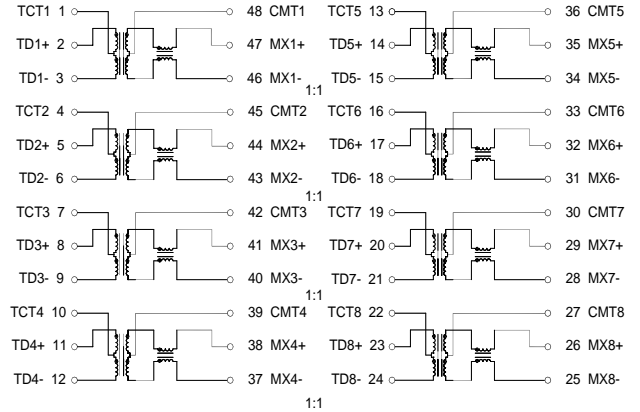 TCT1 1 48 CMT1 TCT5 13 36 CMT5
TD1+ 2 47 MX1+ TD5+ 14 35 MX5+
TD1- 3 46 MX1- TD5- 15 34 MX5-
1:1
TCT2 4 45 CMT2 TCT6 16 33 CMT6
TD2+ 5 44 MX2+ TD6+ 17 32 MX6+
TD2- 6 43 MX2- TD6- 18 31 MX6-
1:1
TCT3 7 42 CMT3 TCT7 19 30 CMT7
TD3+ 8 41 MX3+ TD7+ 20 29 MX7+
TD3- 9 40 MX3- TD7- 21 28 MX7-
1:1
TCT4 10 39 CMT4 TCT8 22 27 CMT8
TD4+ 11 38 MX4+ TD8+ 23 26 MX8+
TD4- 12 37 MX4- TD8- 24 25 MX8-
1:1